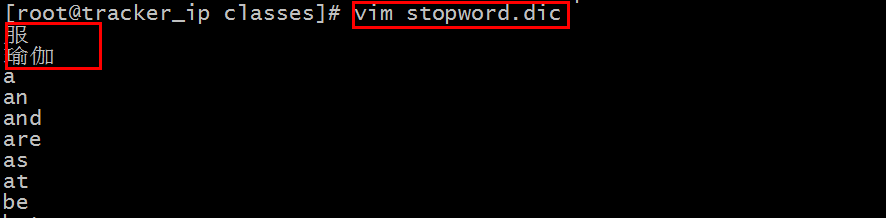 [root@tracker_ip classes]# vim stopword.dic
服
瑜伽
a
an
and
are
as
at
be